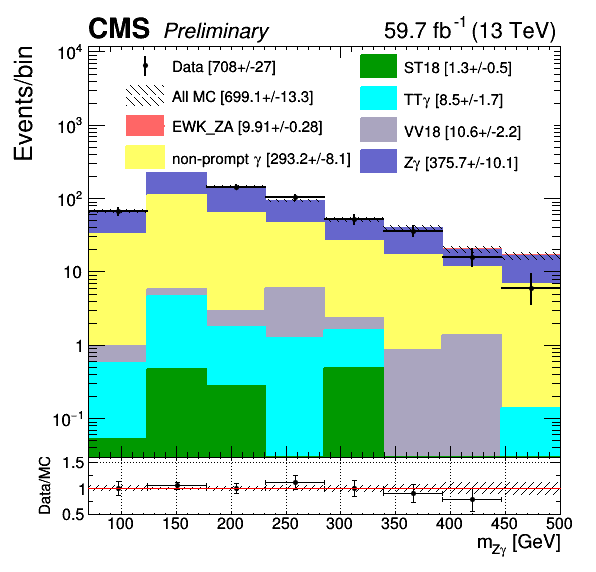 CMS Preliminary 59.7 fb⁻¹ (13 TeV)
Events/bin
10⁴
10³
10²
10
1
10⁻¹
Data [708+/-27]
All MC [699.1+/-13.3]
EWK_ZA [9.91+/-0.28]
non-prompt γ [293.2+/-8.1]
ST18 [1.3+/-0.5]
TTγ [8.5+/-1.7]
VV18 [10.6+/-2.2]
Zγ [375.7+/-10.1]
Data/MC
1.5
1
0.5
100 150 200 250 300 350 400 450 500
m_Zγ [GeV]